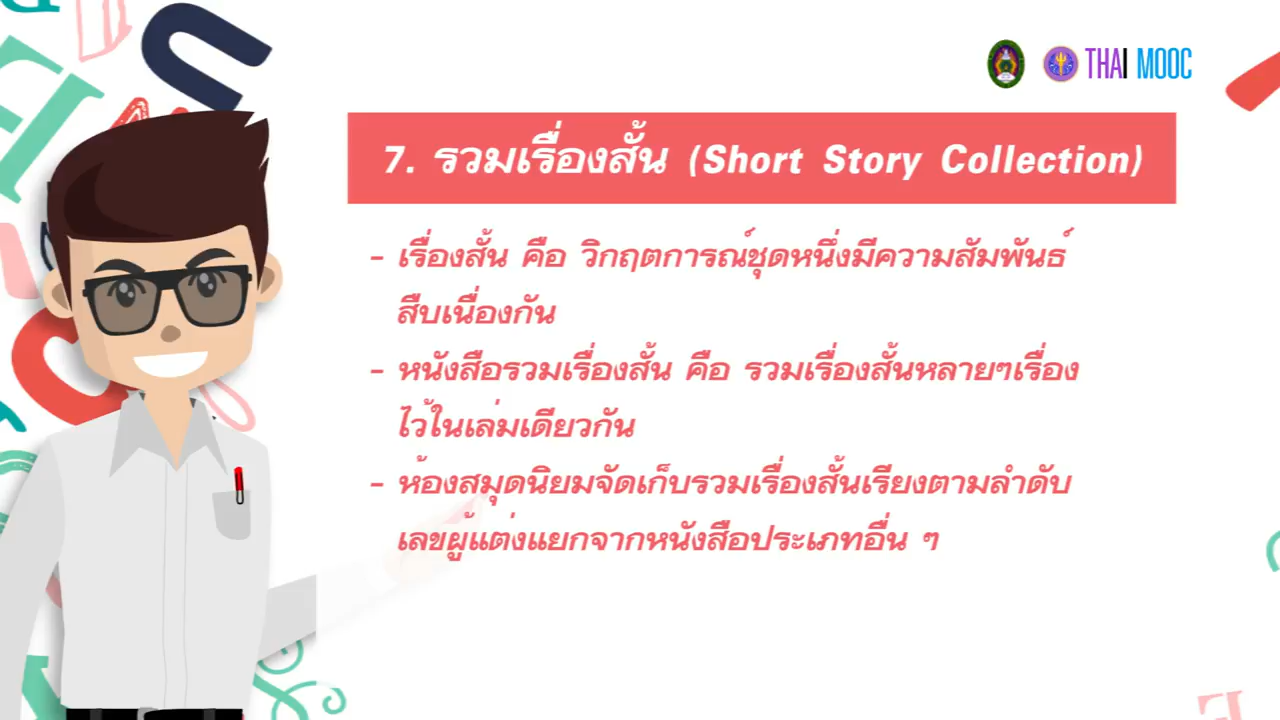 THAI MOOC
7. รวมเรื่องสั้น (Short Story Collection)
- เรื่องสั้น คือ วิกฤตการณ์ชุดหนึ่งมีความสัมพันธ์
สืบเนื่องกัน
- หนังสือรวมเรื่องสั้น คือ รวมเรื่องสั้นหลายๆเรื่อง
ไว้ในเล่มเดียวกัน
- ห้องสมุดนิยมจัดเก็บรวมเรื่องสั้นเรียงตามลำดับ
เลขผู้แต่งแยกจากหนังสือประเภทอื่น ๆ